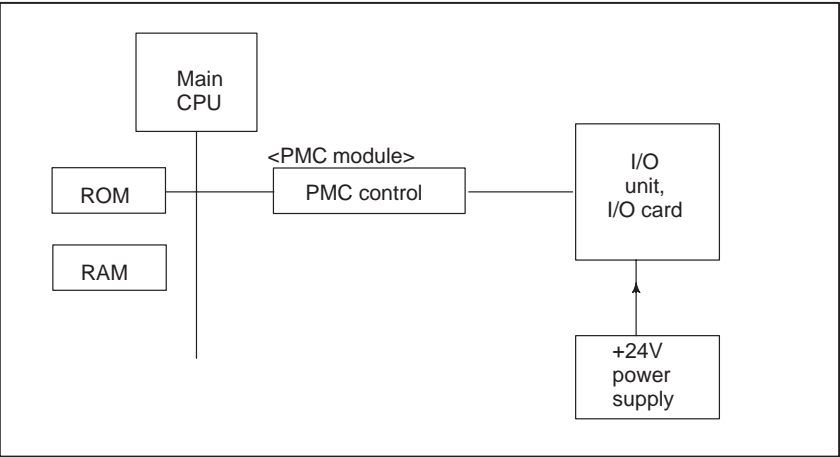 Main
CPU
<PMC module>
ROM
PMC control
I/O
unit,
I/O card
RAM
+24V
power
supply